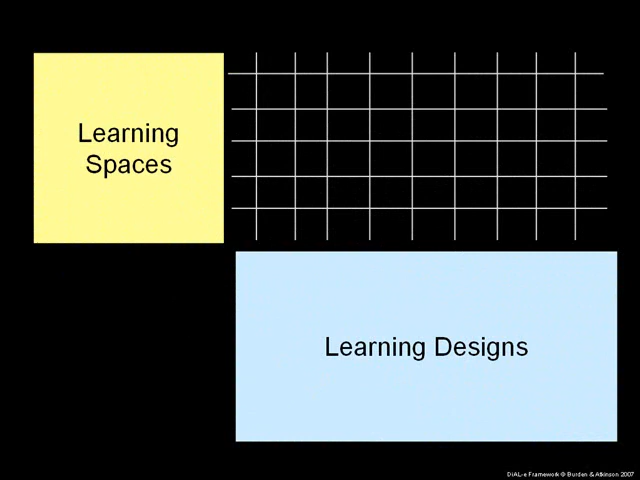 Learning
Spaces
Learning Designs
DiAL-e Framework © Burden & Atkinson 2007